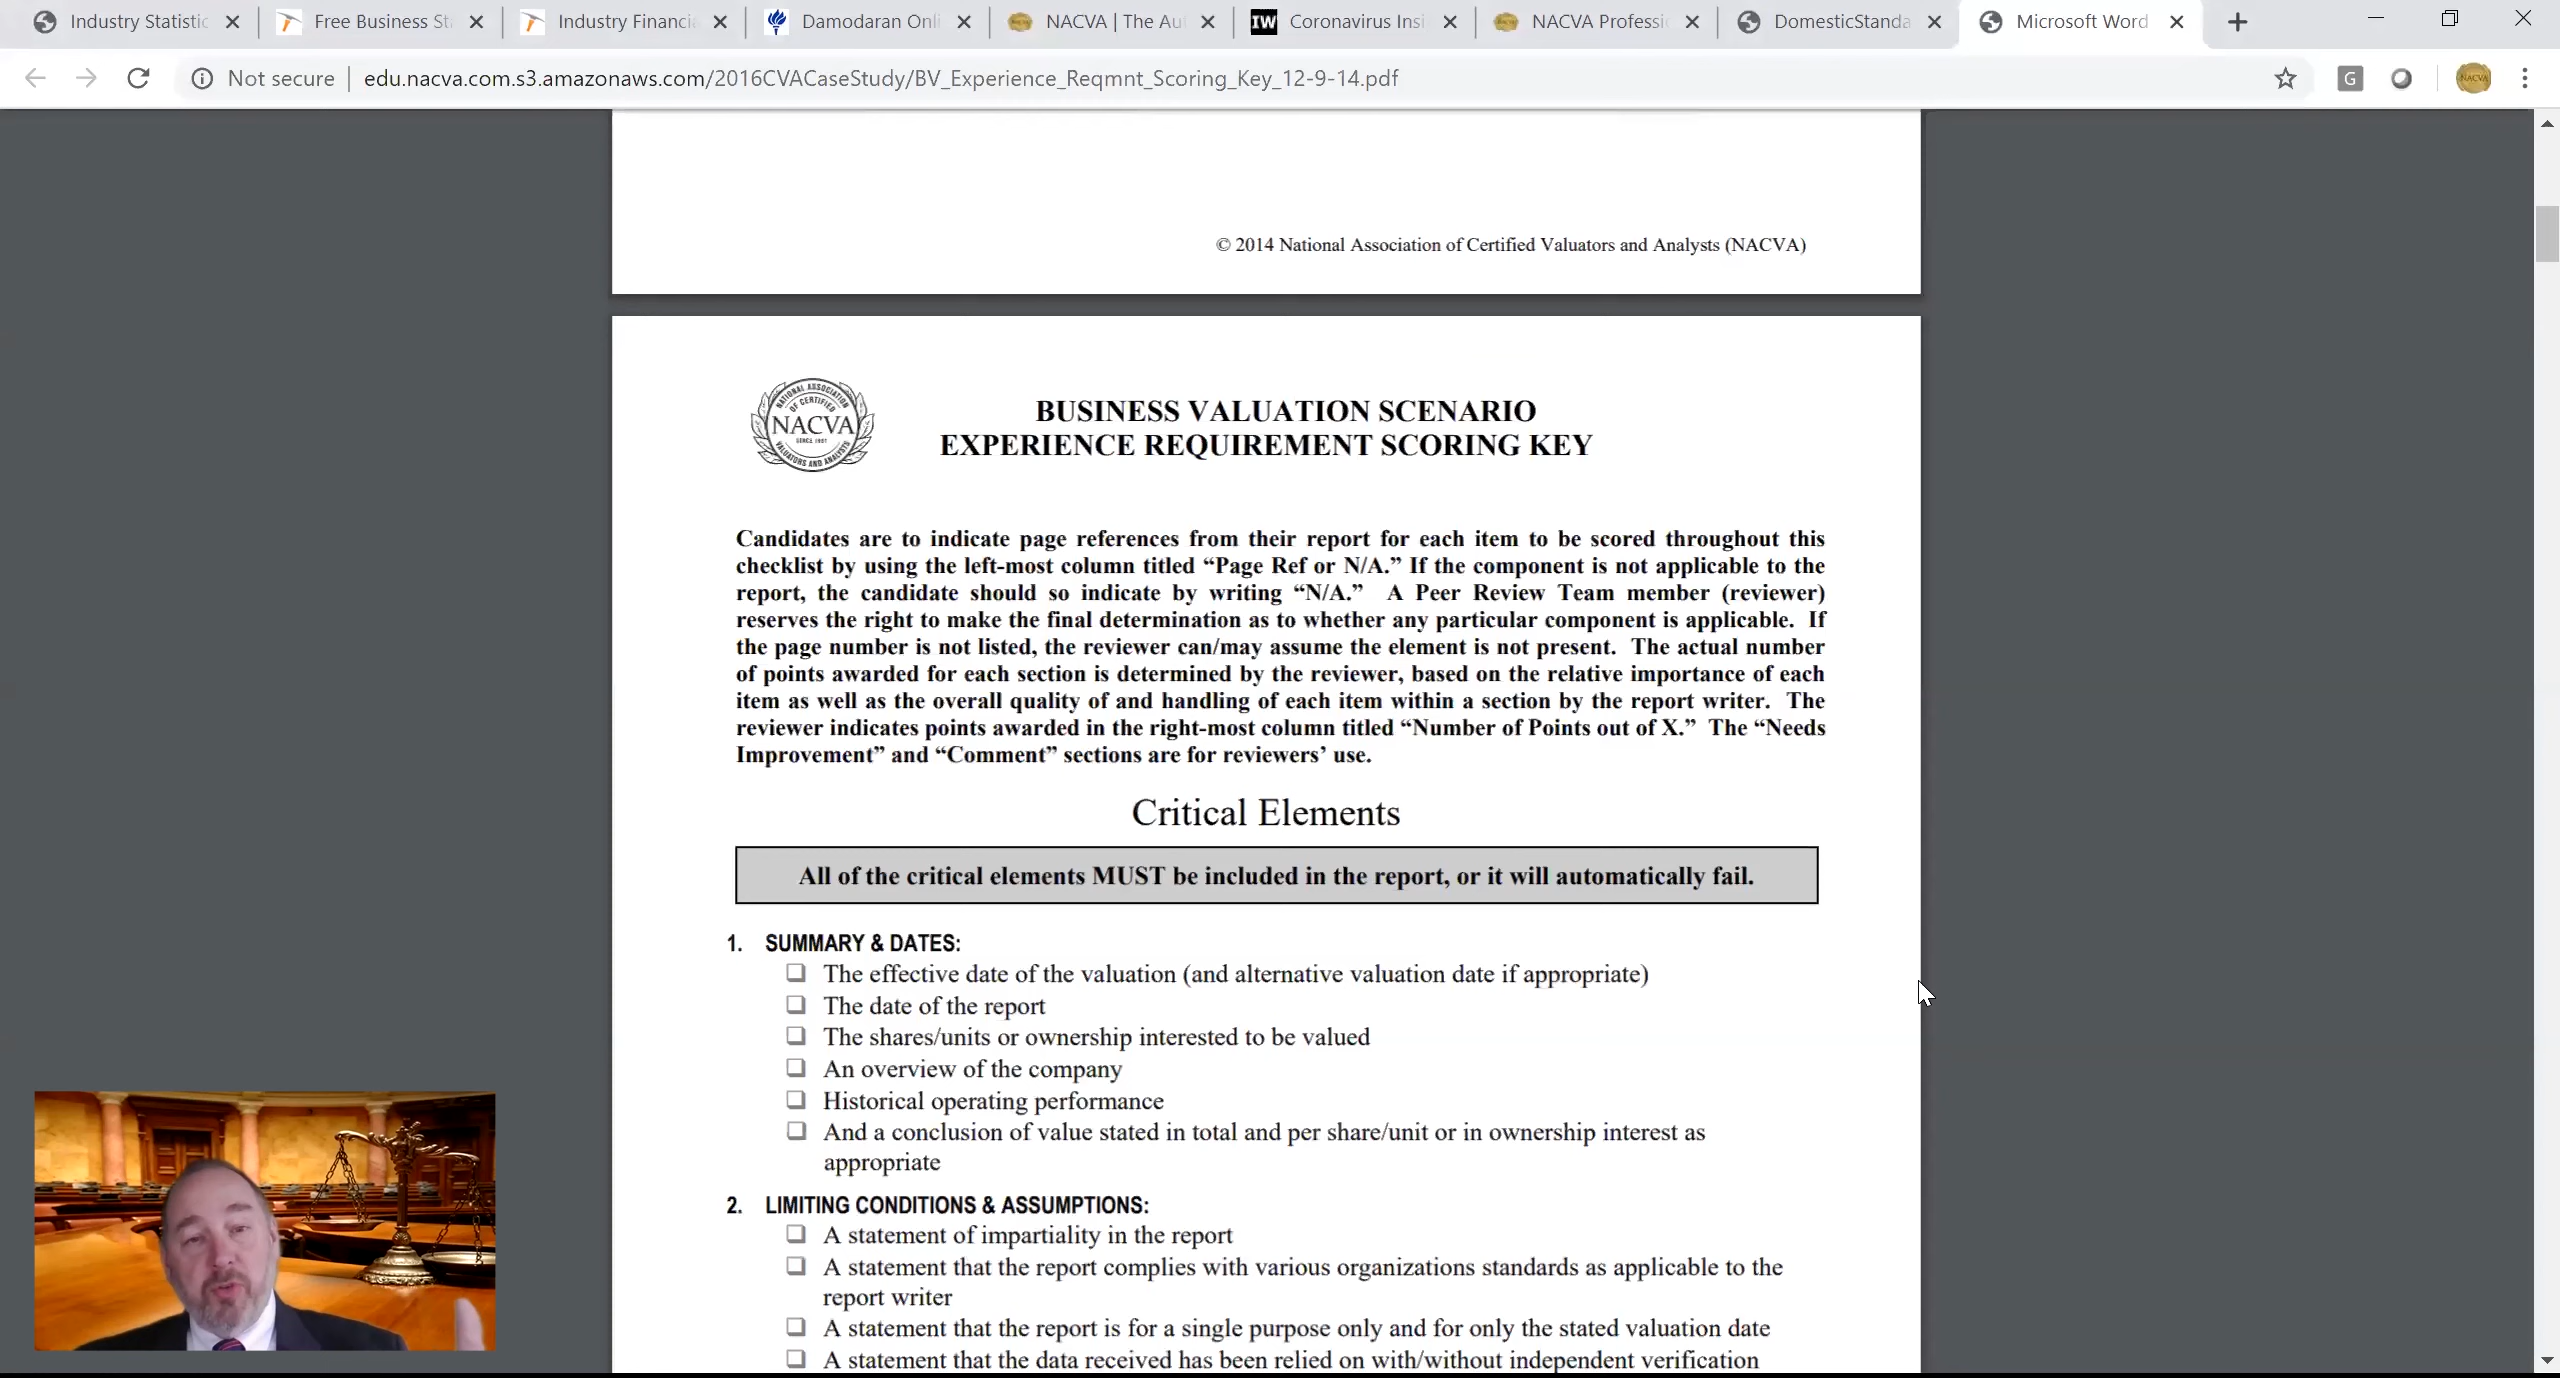 Industry Statistic
Free Business St
Industry Financi
Damodaran Onli
NACVA | The Au
IW Coronavirus Insi
NACVA Professi
DomesticStanda
Microsoft Word
Not secure | edu.nacva.com.s3.amazonaws.com/2016CVACaseStudy/BV_Experience_Reqmnt_Scoring_Key_12-9-14.pdf
G
NACVA
© 2014 National Association of Certified Valuators and Analysts (NACVA)
NATIONAL ASSOCIATION
OF CERTIFIED
NACVA
SINCE 1991
VALUATORS AND ANALYSTS
BUSINESS VALUATION SCENARIO
EXPERIENCE REQUIREMENT SCORING KEY
Candidates are to indicate page references from their report for each item to be scored throughout this
checklist by using the left-most column titled “Page Ref or N/A.” If the component is not applicable to the
report, the candidate should so indicate by writing “N/A.” A Peer Review Team member (reviewer)
reserves the right to make the final determination as to whether any particular component is applicable. If
the page number is not listed, the reviewer can/may assume the element is not present. The actual number
of points awarded for each section is determined by the reviewer, based on the relative importance of each
item as well as the overall quality of and handling of each item within a section by the report writer. The
reviewer indicates points awarded in the right-most column titled “Number of Points out of X.” The “Needs
Improvement” and “Comment” sections are for reviewers’ use.
Critical Elements
All of the critical elements MUST be included in the report, or it will automatically fail.
1. SUMMARY & DATES:
❑ The effective date of the valuation (and alternative valuation date if appropriate)
❑ The date of the report
❑ The shares/units or ownership interested to be valued
❑ An overview of the company
❑ Historical operating performance
❑ And a conclusion of value stated in total and per share/unit or in ownership interest as
appropriate
2. LIMITING CONDITIONS & ASSUMPTIONS:
❑ A statement of impartiality in the report
❑ A statement that the report complies with various organizations standards as applicable to the
report writer
❑ A statement that the report is for a single purpose only and for only the stated valuation date
❑ A statement that the data received has been relied on with/without independent verification